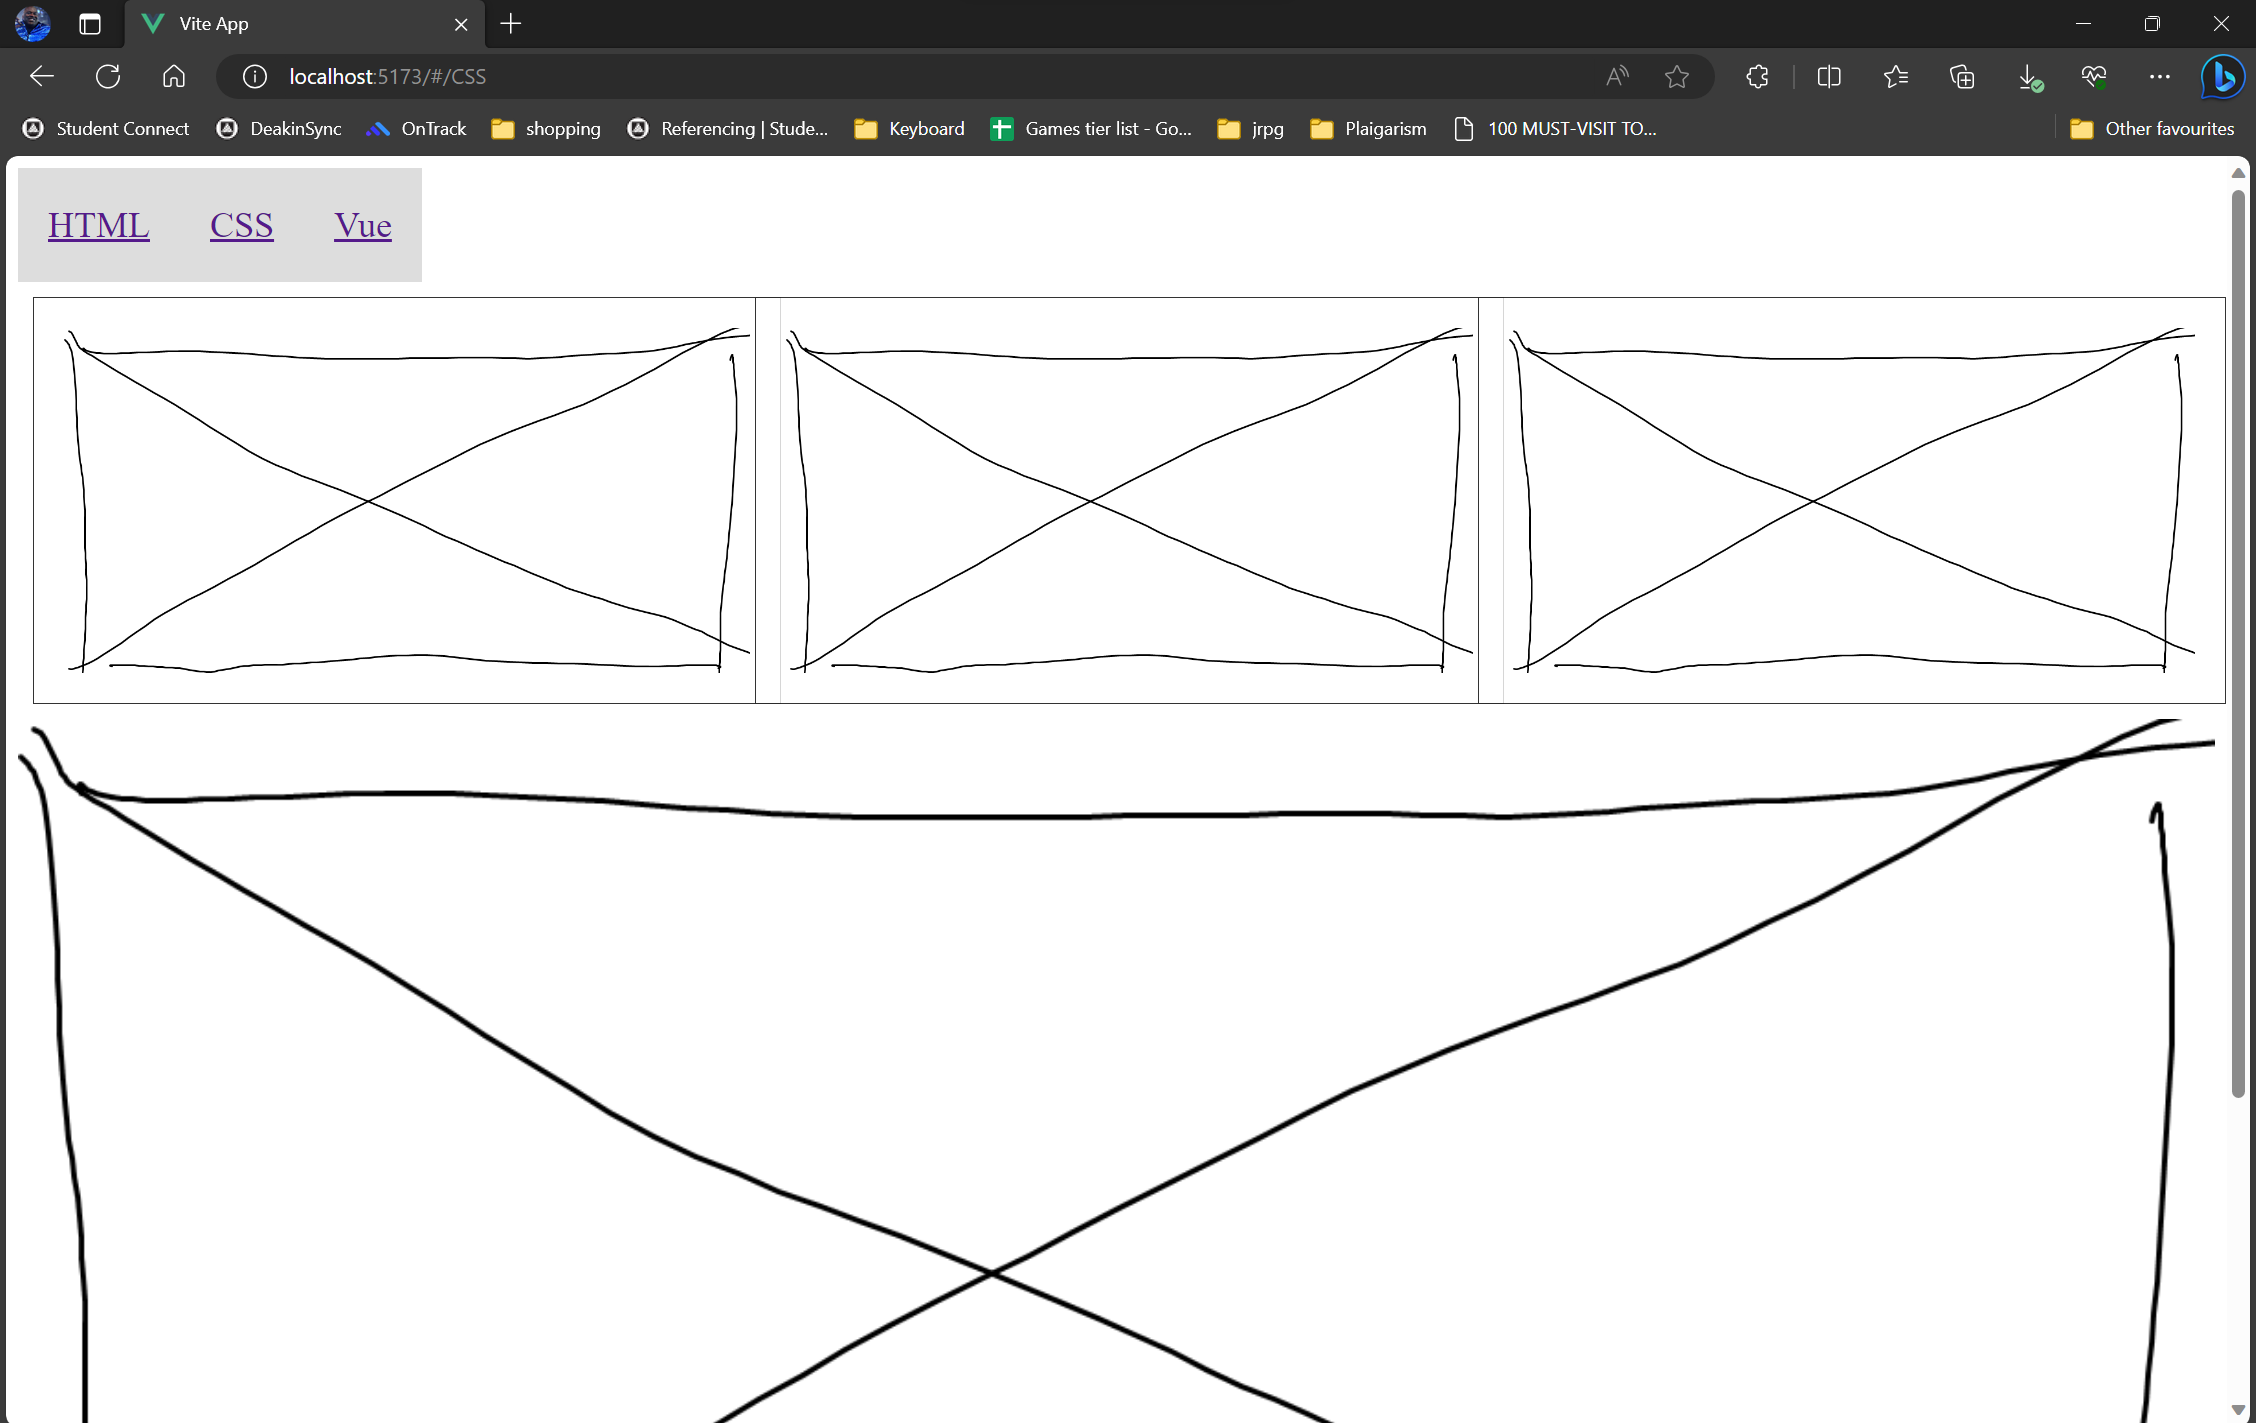 Vite App
localhost:5173/#/CSS
Student Connect DeakinSync OnTrack shopping Referencing | Stude... Keyboard Games tier list - Go... jrpg Plaigarism 100 MUST-VISIT TO... Other favourites
HTML CSS Vue